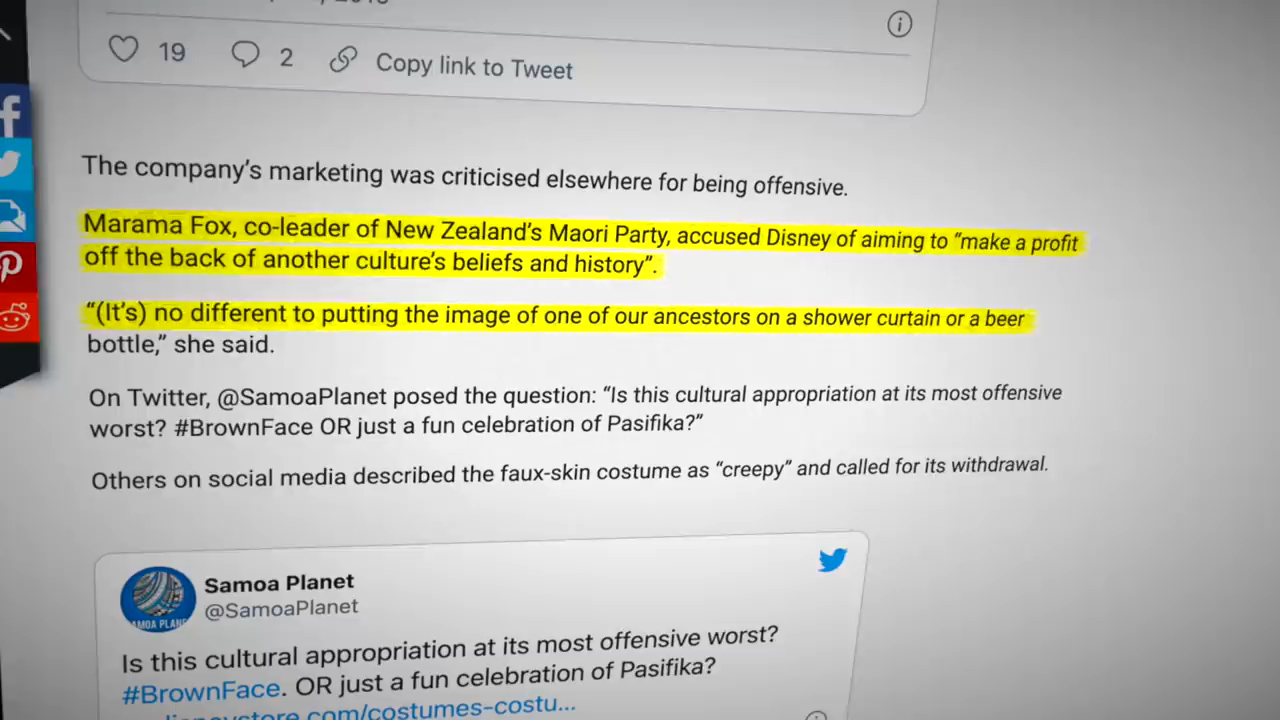 19 2 Copy link to Tweet
The company's marketing was criticised elsewhere for being offensive.
Marama Fox, co-leader of New Zealand's Maori Party, accused Disney of aiming to "make a profit
off the back of another culture's beliefs and history".
"(It's) no different to putting the image of one of our ancestors on a shower curtain or a beer
bottle," she said.
On Twitter, @SamoaPlanet posed the question: "Is this cultural appropriation at its most offensive
worst? #BrownFace OR just a fun celebration of Pasifika?"
Others on social media described the faux-skin costume as "creepy" and called for its withdrawal.
Samoa Planet
@SamoaPlanet
Is this cultural appropriation at its most offensive worst?
#BrownFace. OR just a fun celebration of Pasifika?